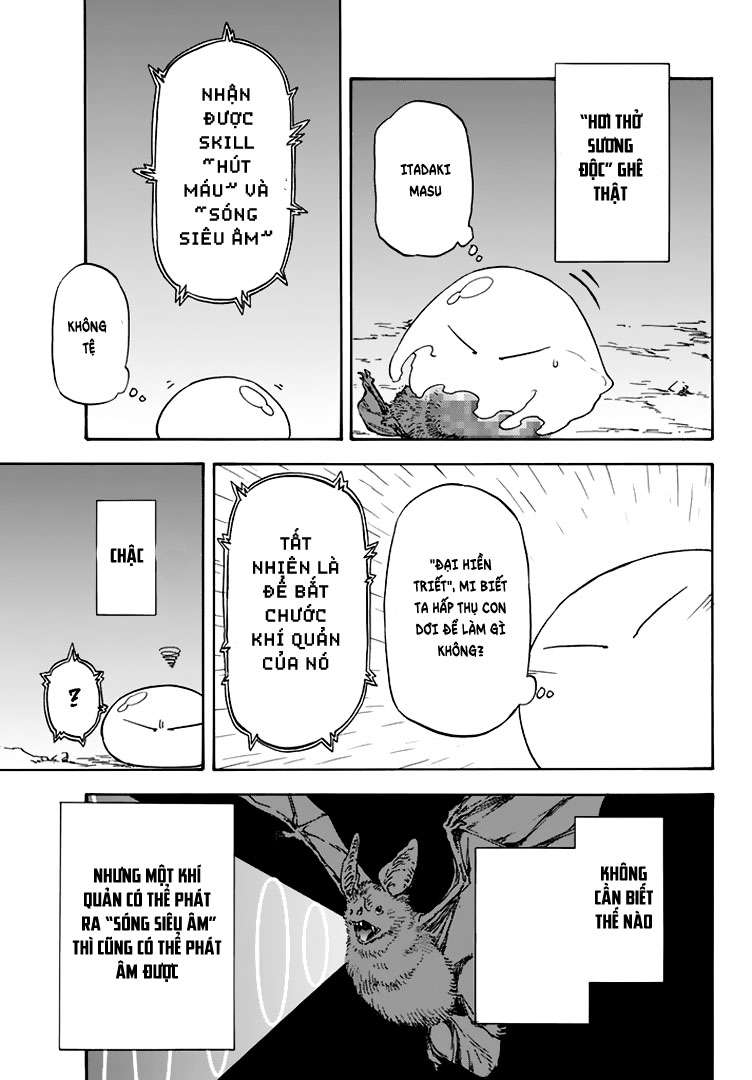 "HƠI THỞ
SƯƠNG
ĐỘC" GHÊ
THẬT
ITADAKI
MASU
NHẬN
ĐƯỢC
SKILL
"HÚT
MÁU" VÀ
"SÓNG
SIÊU ÂM"
KHÔNG
TỆ
"ĐẠI HIỀN
TRIẾT", MI BIẾT
TA HẤP THỤ CON
DƠI ĐỂ LÀM GÌ
KHÔNG?
TẤT
NHIÊN LÀ
ĐỂ BẮT
CHƯỚC
KHÍ QUẢN
CỦA NÓ
CHẬC
?
KHÔNG
CẦN BIẾT
THẾ NÀO
NHƯNG MỘT KHÍ
QUẢN CÓ THỂ PHÁT
RA "SÓNG SIÊU ÂM"
THÌ CŨNG CÓ THỂ PHÁT
ÂM ĐƯỢC